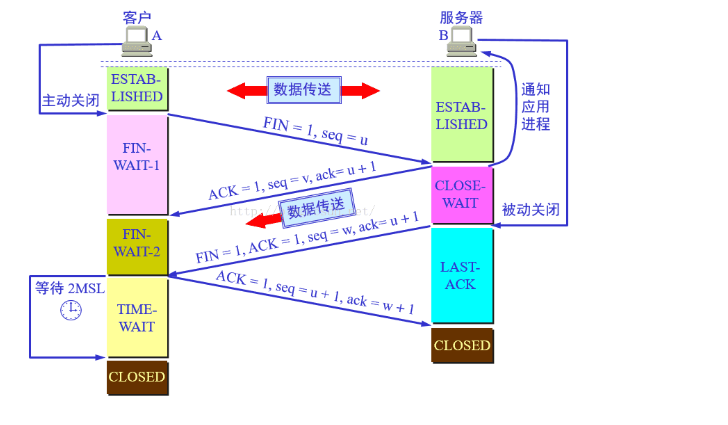 客户
A
服务器
B
ESTAB-
LISHED
主动关闭
数据传送
ESTAB-
LISHED
通知
应用
进程
FIN = 1, seq = u
FIN-
WAIT-1
ACK = 1, seq = v, ack= u + 1
CLOSE-
WAIT
数据传送
被动关闭
FIN-
WAIT-2
FIN = 1, ACK = 1, seq = w, ack= u + 1
LAST-
ACK
等待 2MSL
ACK = 1, seq = u + 1, ack = w + 1
TIME-
WAIT
CLOSED
CLOSED